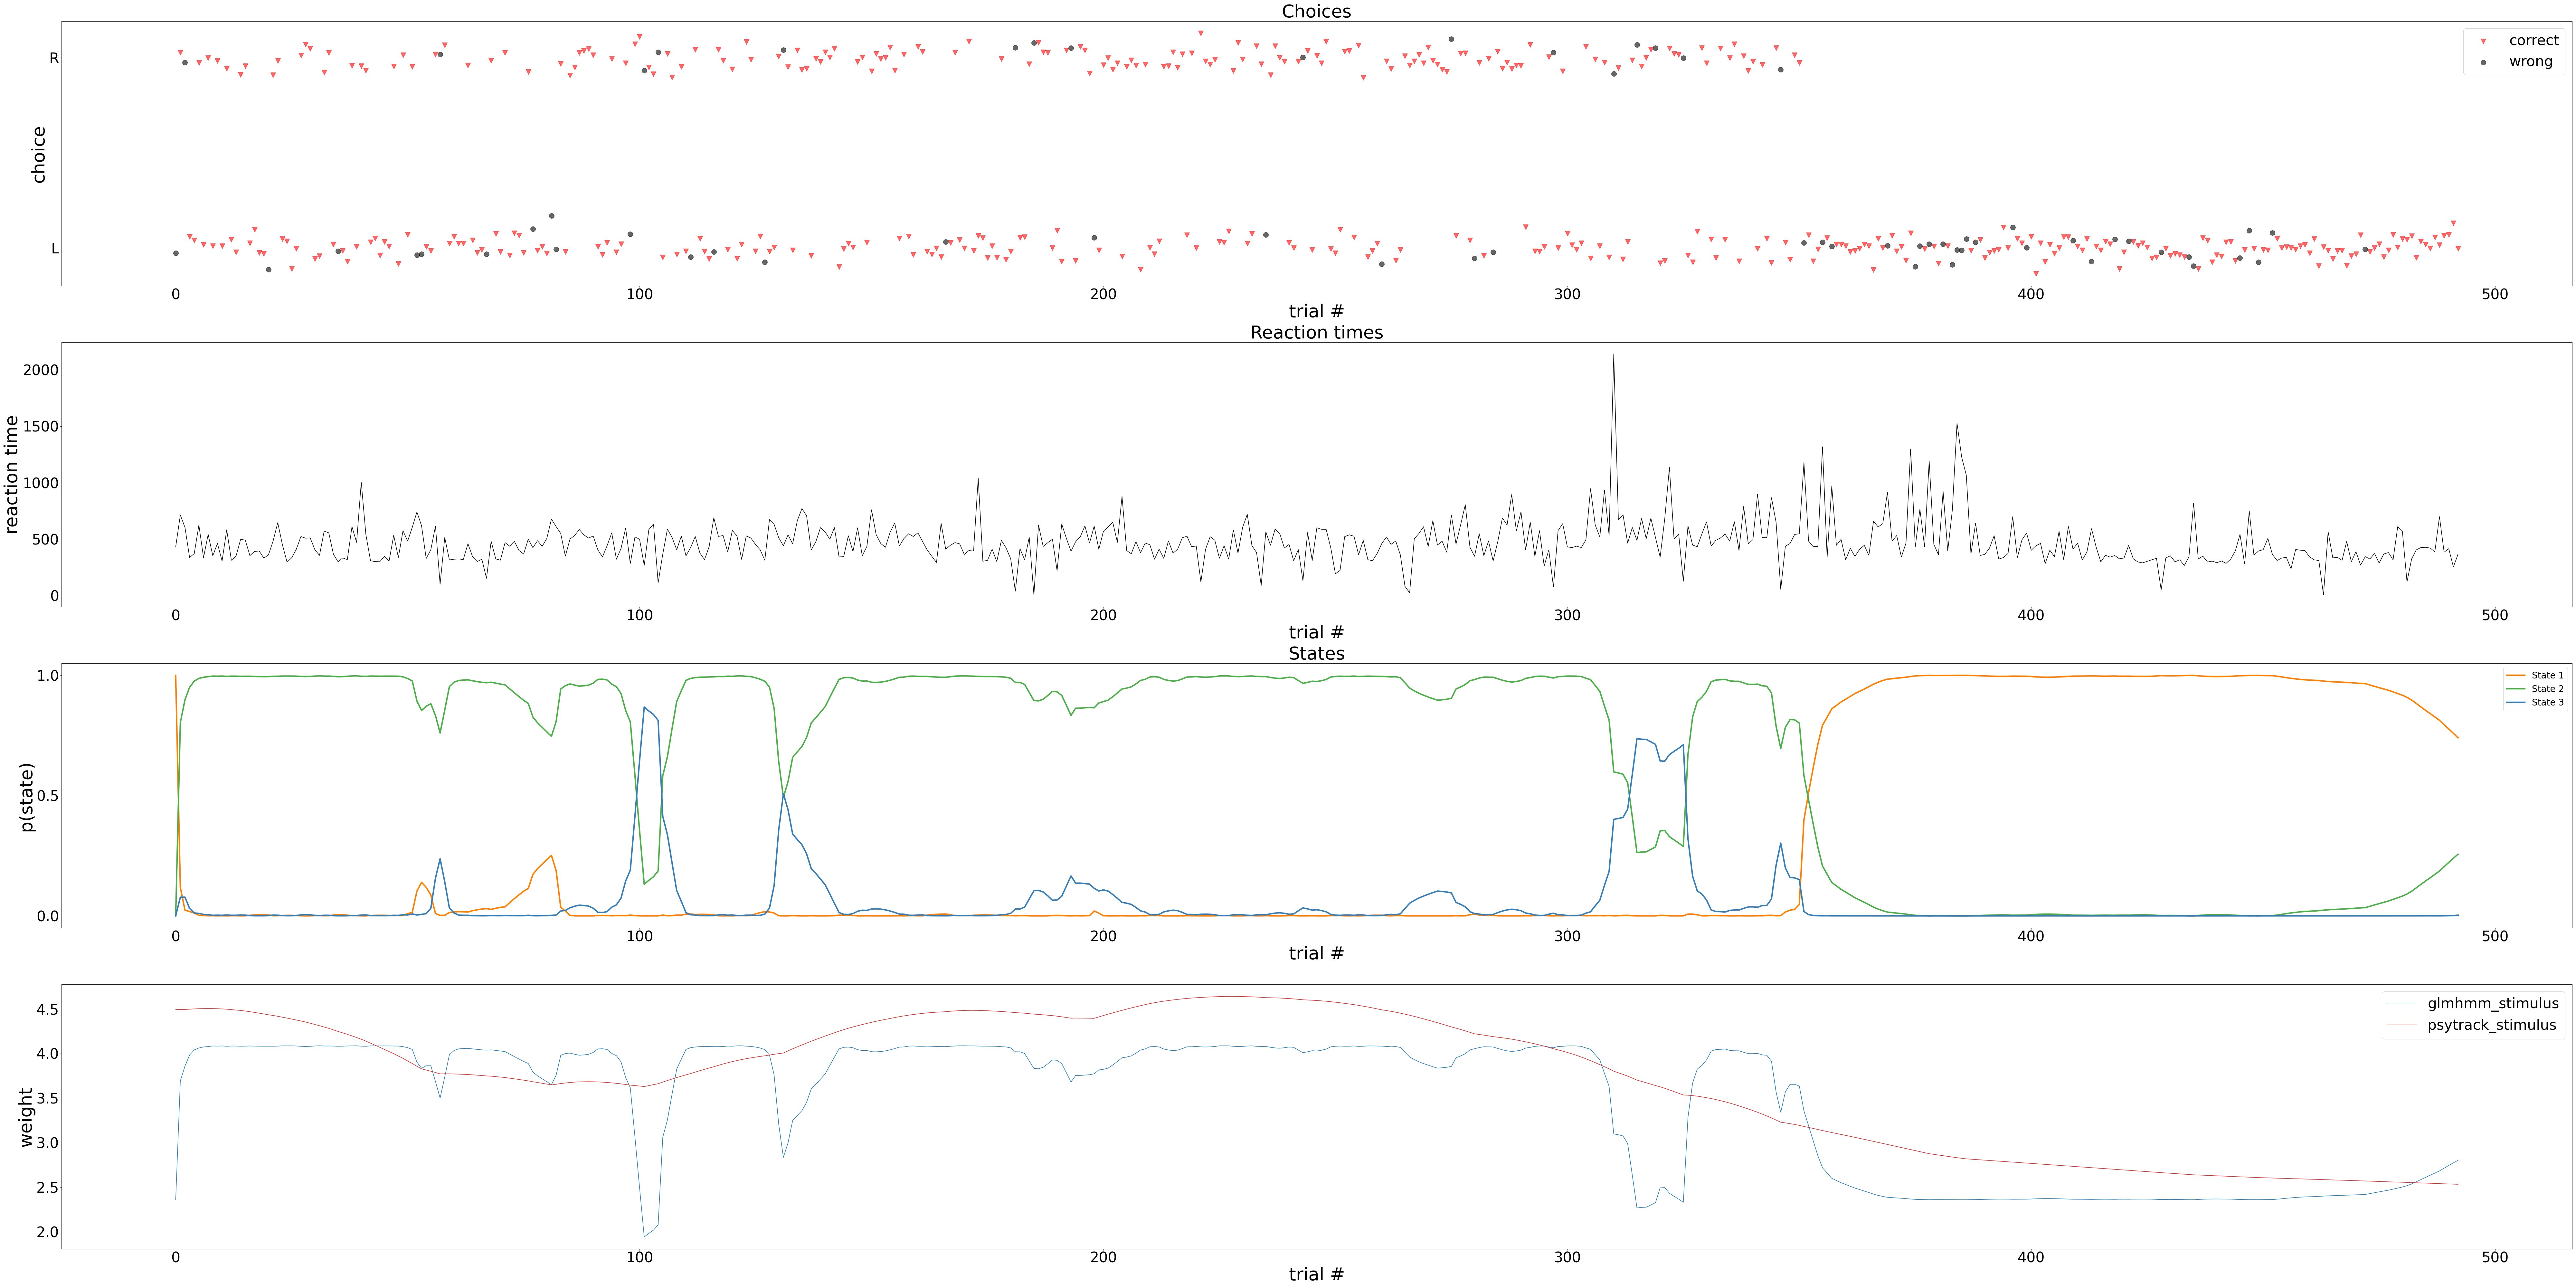 Choices
R
L
choice
correct
wrong
0 100 200 300 400 500
trial #
Reaction times
2000
1500
1000
500
0
reaction time
0 100 200 300 400 500
trial #
States
1.0
0.5
0.0
p(state)
State 1
State 2
State 3
0 100 200 300 400 500
trial #
4.5
4.0
3.5
3.0
2.5
2.0
weight
glmhmm_stimulus
psytrack_stimulus
0 100 200 300 400 500
trial #